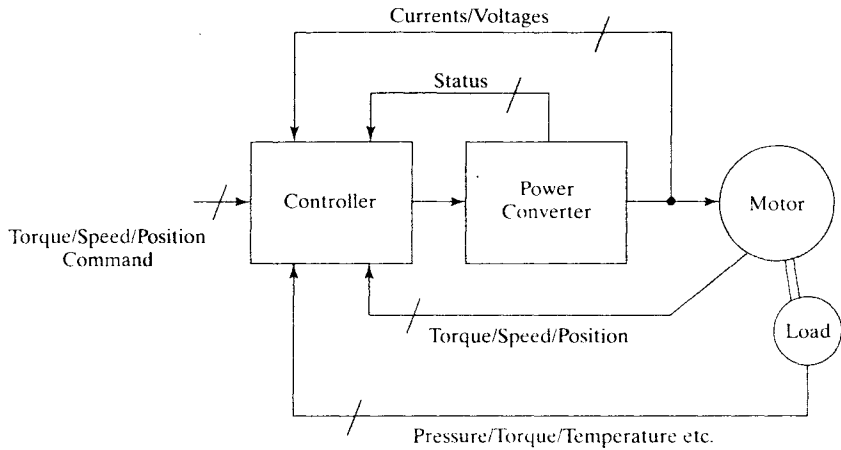 Currents/Voltages
Status
Controller
Power
Converter
Motor
Torque/Speed/Position
Command
Torque/Speed/Position
Load
Pressure/Torque/Temperature etc.